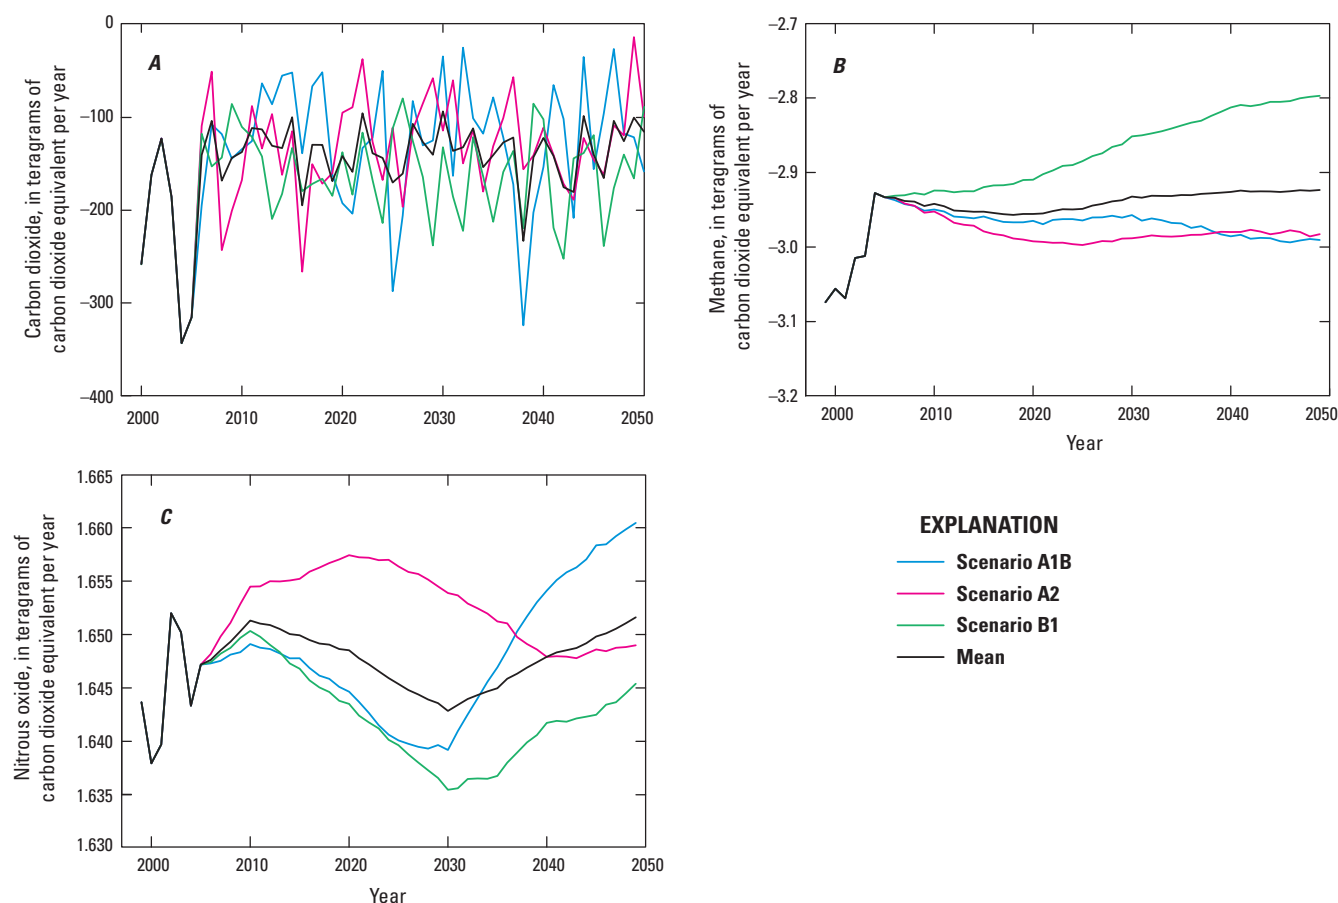 Carbon dioxide, in teragrams of
carbon dioxide equivalent per year
A
0
–100
–200
–300
–400
2000
2010
2020
2030
2040
2050
Methane, in teragrams of
carbon dioxide equivalent per year
B
–2.7
–2.8
–2.9
–3.0
–3.1
–3.2
2000
2010
2020
2030
2040
2050
Year
Nitrous oxide, in teragrams of
carbon dioxide equivalent per year
C
1.665
1.660
1.655
1.650
1.645
1.640
1.635
1.630
2000
2010
2020
2030
2040
2050
Year
EXPLANATION
Scenario A1B
Scenario A2
Scenario B1
Mean